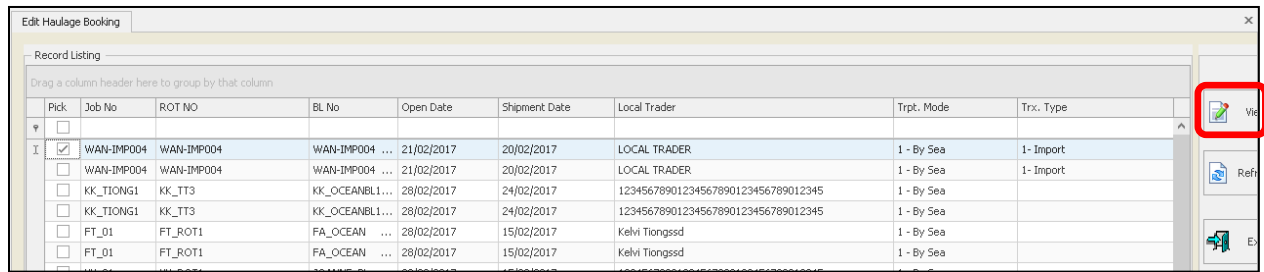 Edit Haulage Booking
Record Listing
Drag a column header here to group by that column
Pick Job No ROT NO BL No Open Date Shipment Date Local Trader Trpt. Mode Trx. Type
WAN-IMP004 WAN-IMP004 WAN-IMP004 ... 21/02/2017 20/02/2017 LOCAL TRADER 1 - By Sea 1- Import
WAN-IMP004 WAN-IMP004 WAN-IMP004 ... 21/02/2017 20/02/2017 LOCAL TRADER 1 - By Sea 1- Import
KK_TIONG1 KK_TT3 KK_OCEANBL1... 28/02/2017 24/02/2017 12345678901234567890123456789012345 1 - By Sea
KK_TIONG1 KK_TT3 KK_OCEANBL1... 28/02/2017 24/02/2017 12345678901234567890123456789012345 1 - By Sea
FT_01 FT_ROT1 FA_OCEAN ... 28/02/2017 15/02/2017 Kelvi Tiongssd 1 - By Sea
FT_01 FT_ROT1 FA_OCEAN ... 28/02/2017 15/02/2017 Kelvi Tiongssd 1 - By Sea
Vie
Refr
Ex